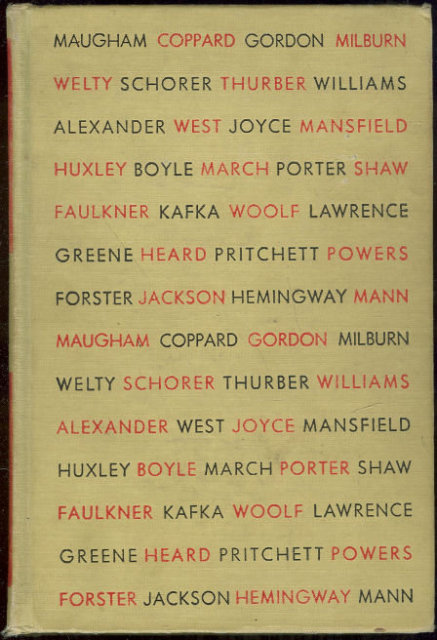 MAUGHAM COPPARD GORDON MILBURN
WELTY SCHORER THURBER WILLIAMS
ALEXANDER WEST JOYCE MANSFIELD
HUXLEY BOYLE MARCH PORTER SHAW
FAULKNER KAFKA WOOLF LAWRENCE
GREENE HEARD PRITCHETT POWERS
FORSTER JACKSON HEMINGWAY MANN
MAUGHAM COPPARD GORDON MILBURN
WELTY SCHORER THURBER WILLIAMS
ALEXANDER WEST JOYCE MANSFIELD
HUXLEY BOYLE MARCH PORTER SHAW
FAULKNER KAFKA WOOLF LAWRENCE
GREENE HEARD PRITCHETT POWERS
FORSTER JACKSON HEMINGWAY MANN